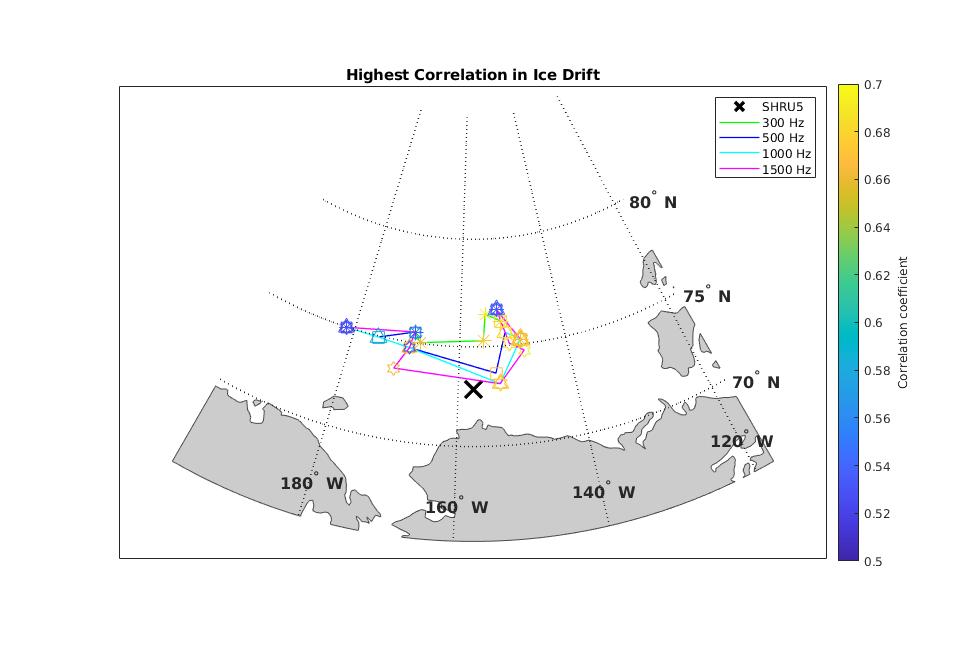 Highest Correlation in Ice Drift
SHRU5
300 Hz
500 Hz
1000 Hz
1500 Hz
80° N
75° N
70° N
120° W
180° W
160° W
140° W
0.7
0.68
0.66
0.64
0.62
0.6
0.58
0.56
0.54
0.52
0.5
Correlation coefficient